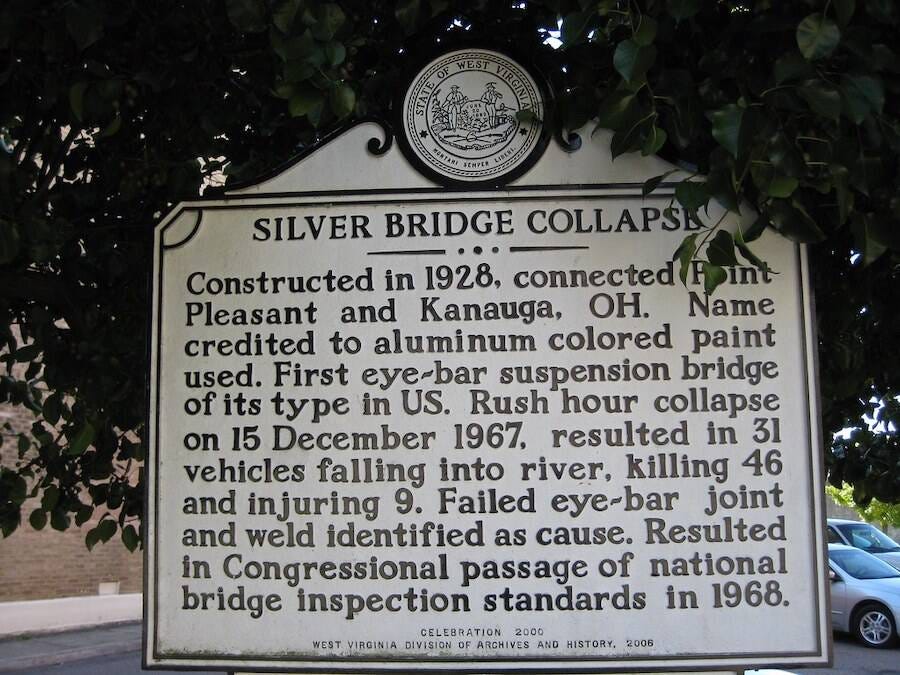 STATE OF WEST VIRGINIA
MONTANI SEMPER LIBERI.
SILVER BRIDGE COLLAPSE
Constructed in 1928, connected Point
Pleasant and Kanauga, OH. Name
credited to aluminum colored paint
used. First eye-bar suspension bridge
of its type in US. Rush hour collapse
on 15 December 1967, resulted in 31
vehicles falling into river, killing 46
and injuring 9. Failed eye-bar joint
and weld identified as cause. Resulted
in Congressional passage of national
bridge inspection standards in 1968.
CELEBRATION 2000
WEST VIRGINIA DIVISION OF ARCHIVES AND HISTORY, 2006